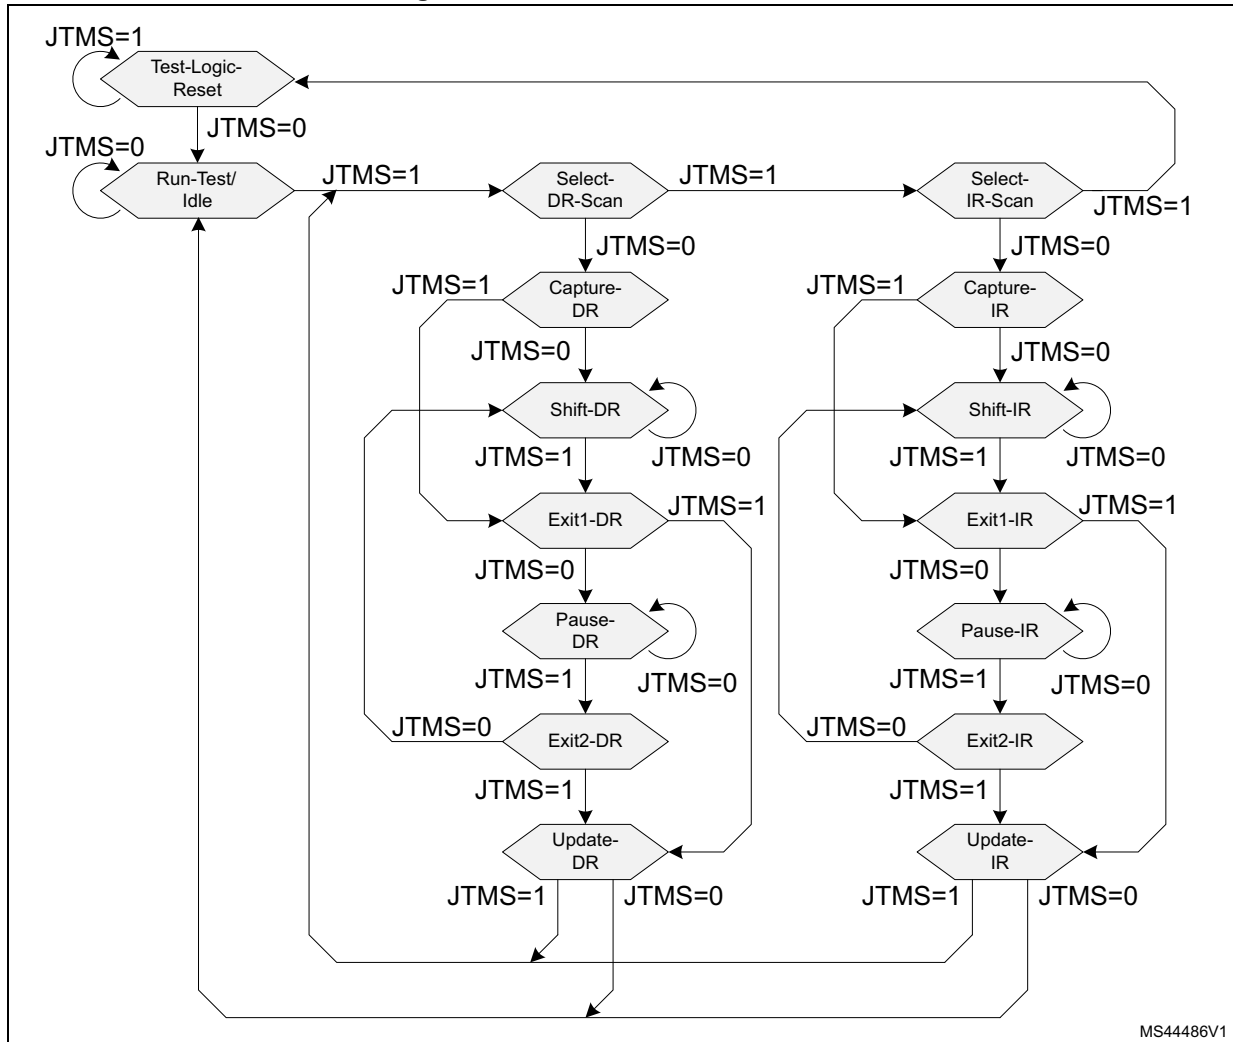 JTMS=1
Test-Logic-
Reset
JTMS=0
JTMS=0
Run-Test/
Idle
JTMS=1
Select-
DR-Scan
JTMS=1
Select-
IR-Scan
JTMS=1
JTMS=0
JTMS=0
JTMS=1
Capture-
DR
JTMS=1
Capture-
IR
JTMS=0
JTMS=0
Shift-DR
Shift-IR
JTMS=1
JTMS=0
JTMS=1
JTMS=0
Exit1-DR
JTMS=1
Exit1-IR
JTMS=1
JTMS=0
JTMS=0
Pause-
DR
Pause-IR
JTMS=1
JTMS=0
JTMS=1
JTMS=0
JTMS=0
Exit2-DR
JTMS=0
Exit2-IR
JTMS=1
JTMS=1
Update-
DR
Update-
IR
JTMS=1
JTMS=0
JTMS=1
JTMS=0
MS44486V1